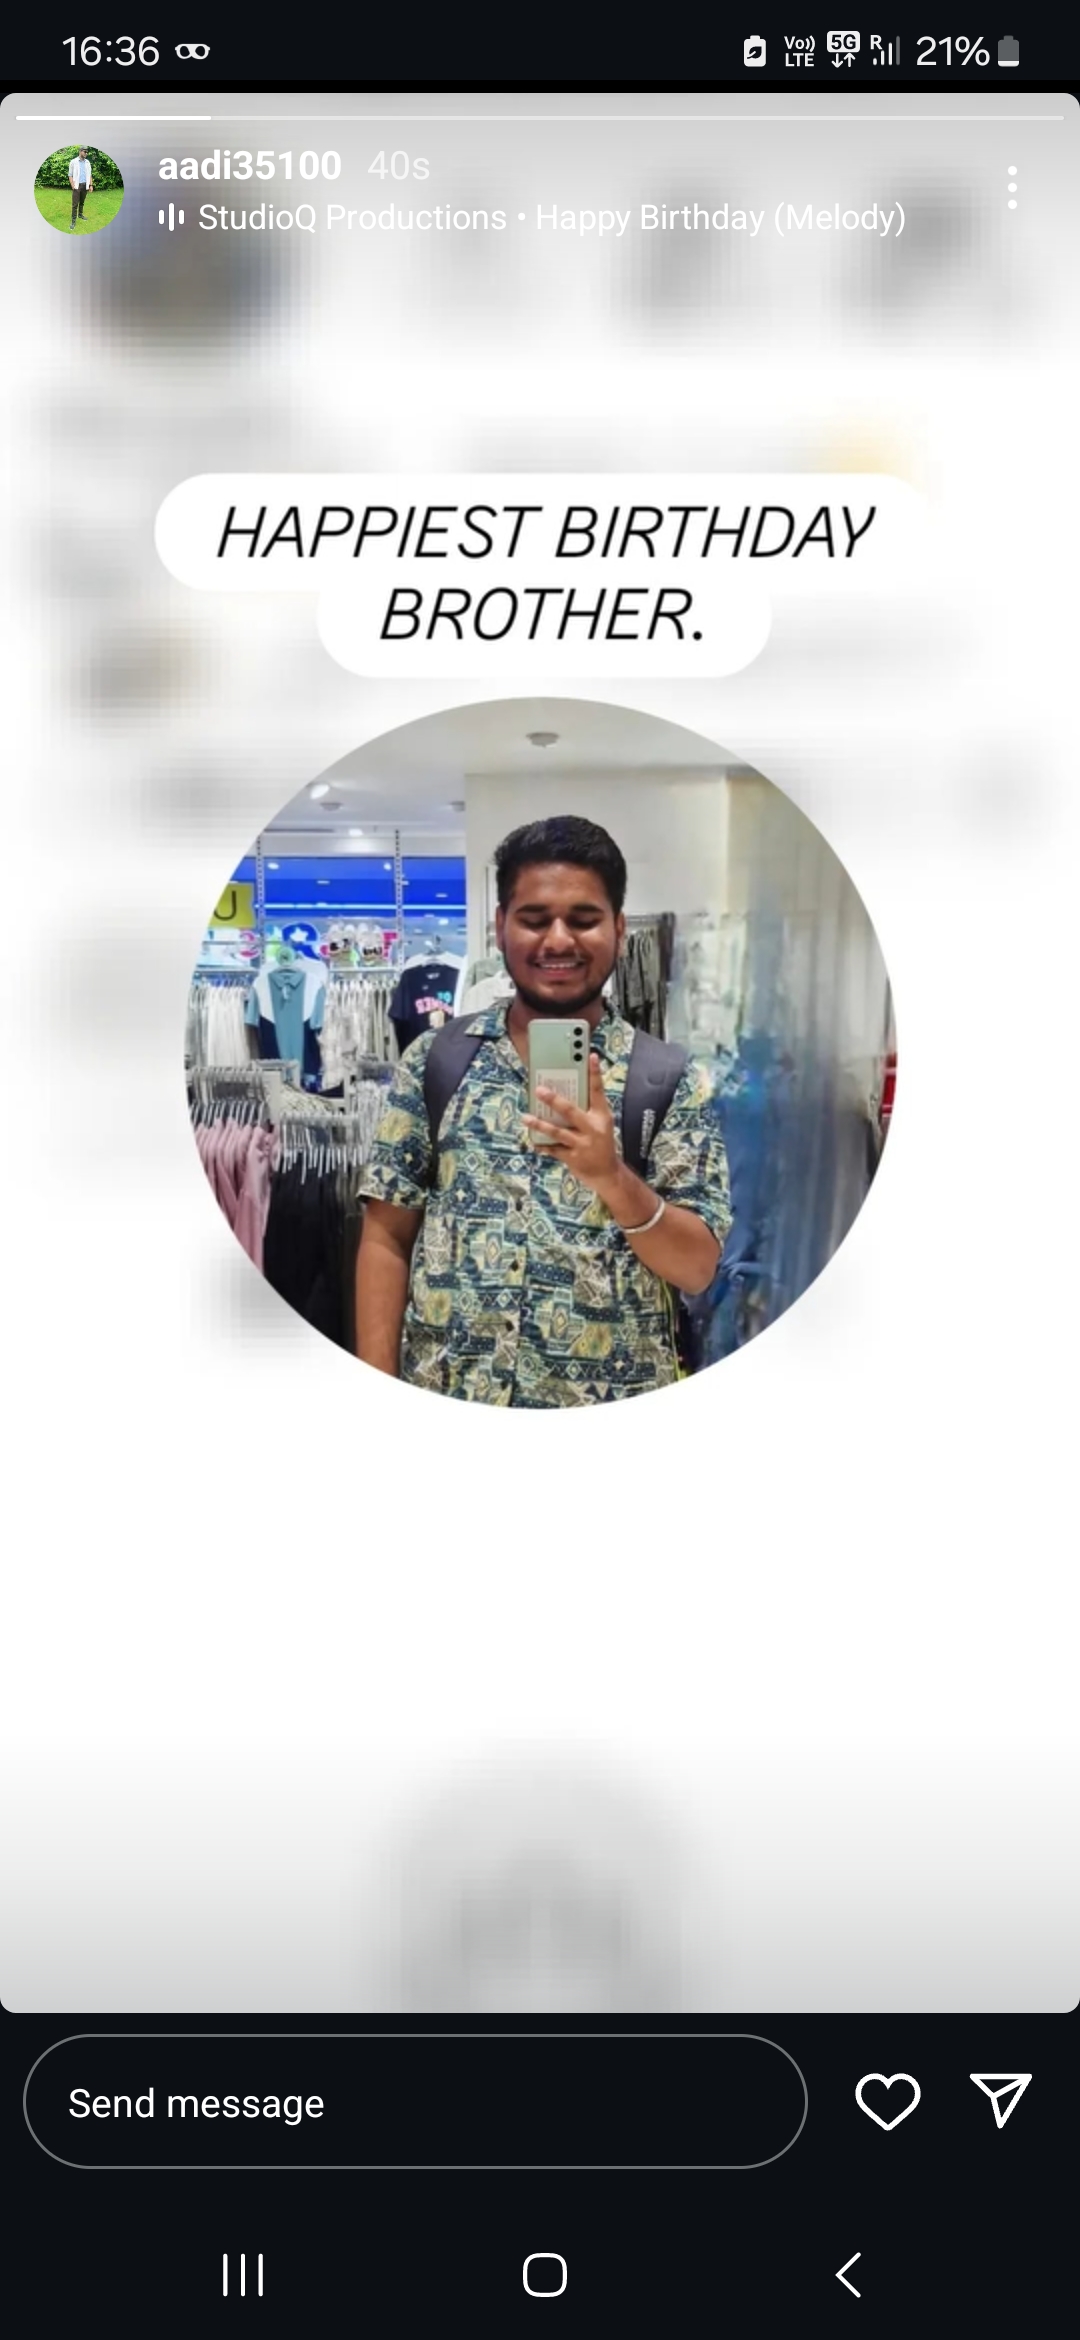 16:36
Vo)) LTE 5G R 21%
aadi35100 40s
StudioQ Productions • Happy Birthday (Melody)
HAPPIEST BIRTHDAY
BROTHER.
Send message